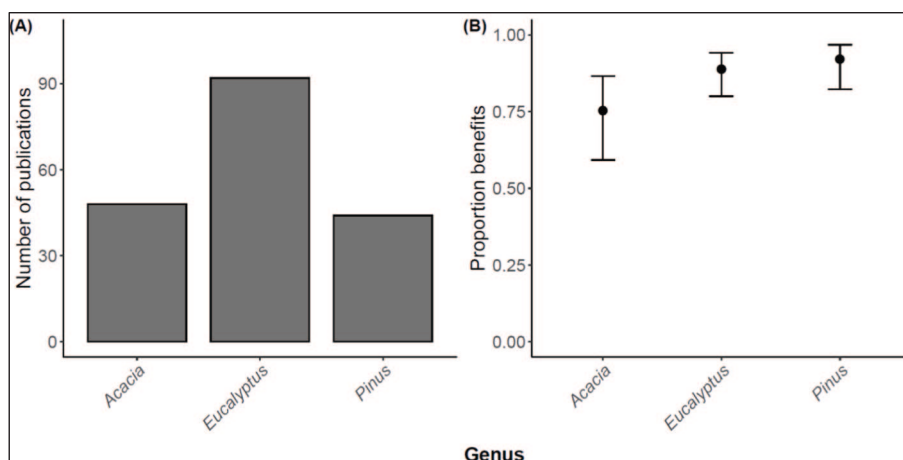 (A)
Number of publications
90
60
30
0
Acacia
Eucalyptus
Pinus
(B)
Proportion benefits
1.00
0.75
0.50
0.25
0.00
Acacia
Eucalyptus
Pinus
Genus